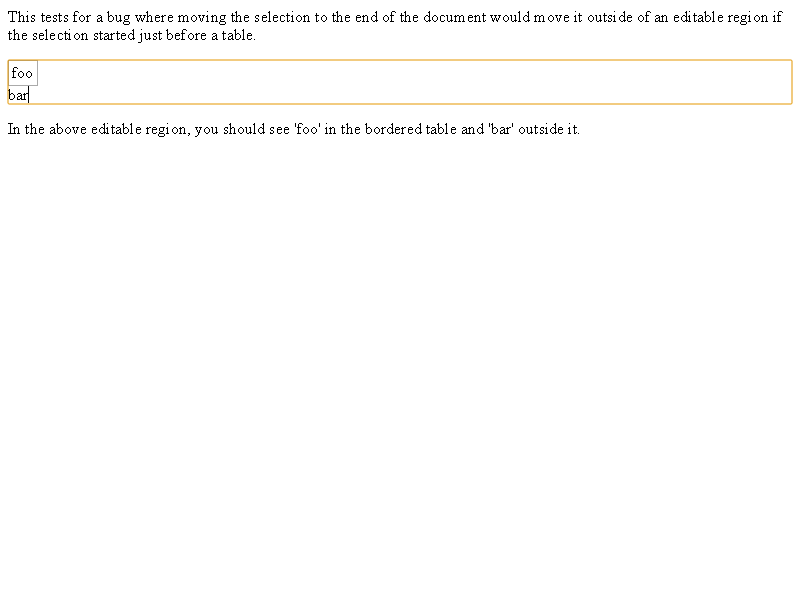 This tests for a bug where moving the selection to the end of the document would move it outside of an editable region if
the selection started just before a table.
foo
bar
In the above editable region, you should see 'foo' in the bordered table and 'bar' outside it.